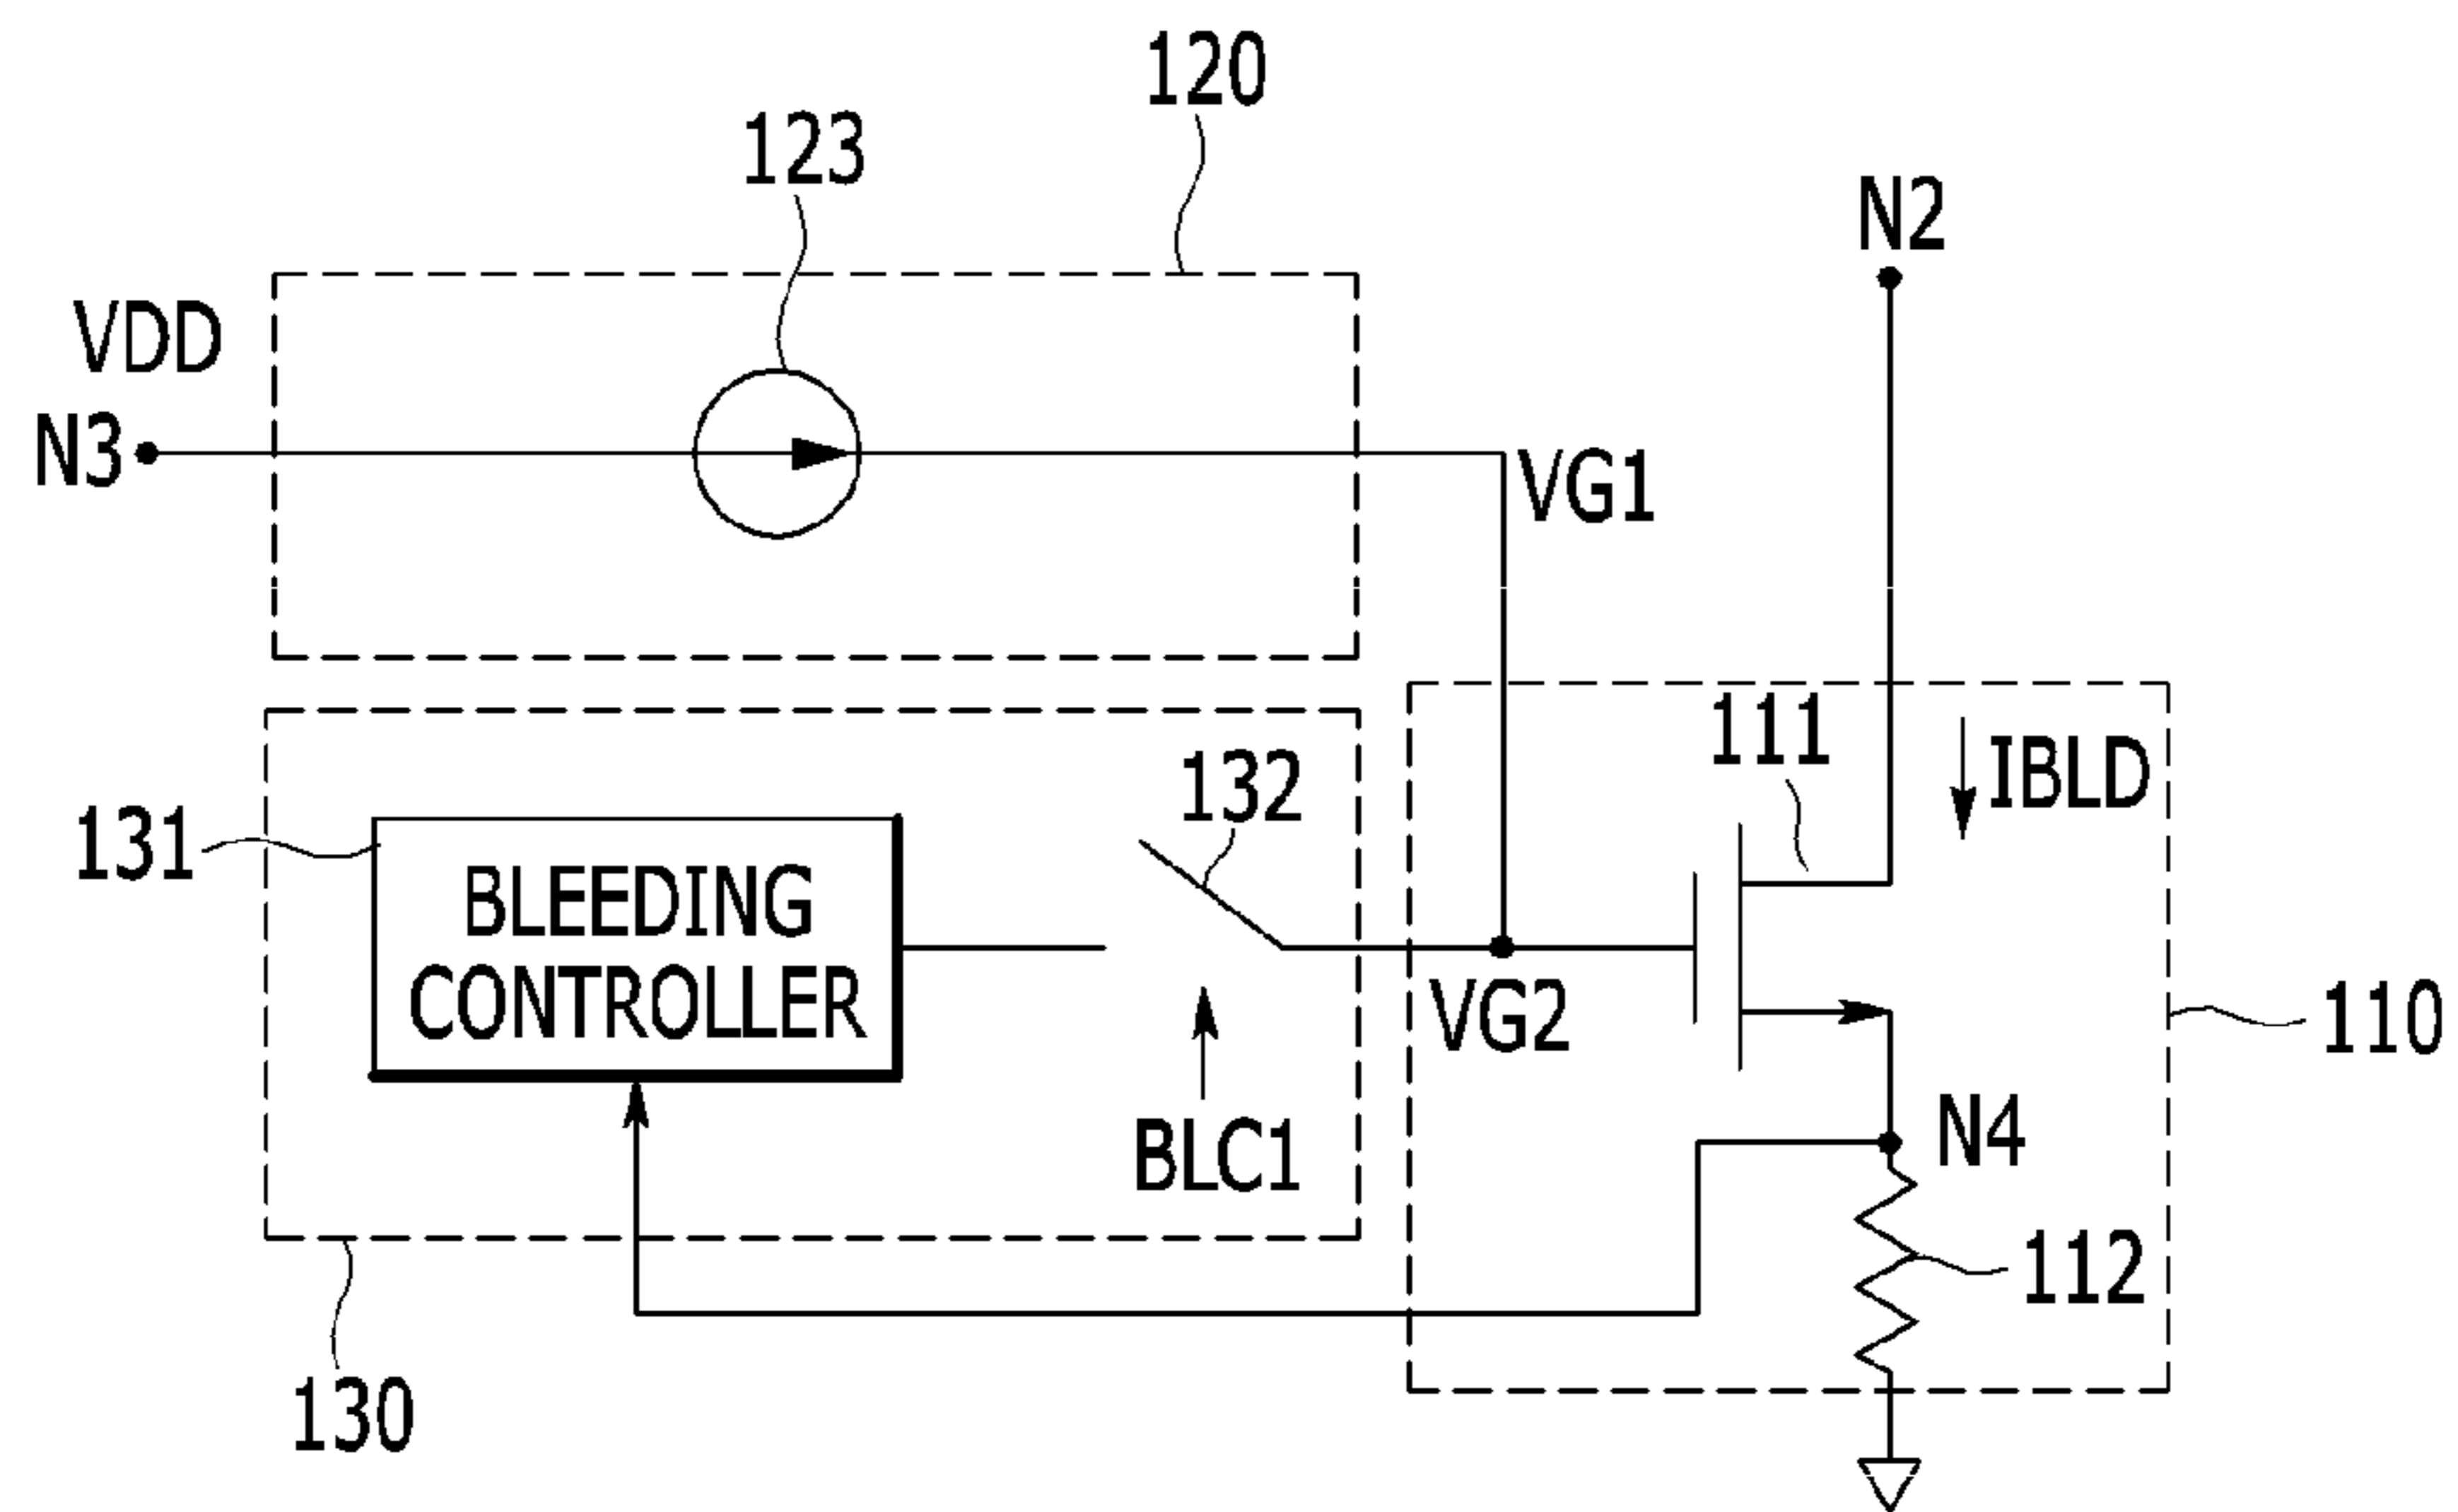 120
123
N2
VDD
N3
VG1
111
IBLD
132
131
BLEEDING
CONTROLLER
VG2
110
BLC1
N4
112
130